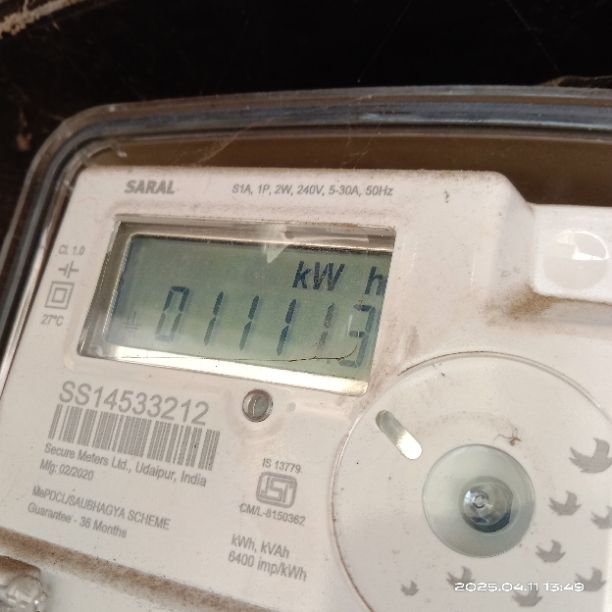 SARAL
S1A, 1P, 2W, 240V, 5-30A, 50Hz
Cl. 1.0
kW h
27°C
SS14533212
Secure Meters Ltd., Udaipur, India
Mfg: 02/2020
MePDCL/SAUBHAGYA SCHEME
Guarantee - 36 Months
IS 13779
ISI
CM/L-8150362
kWh, kVAh
6400 imp/kWh
2025.04.11 13:49